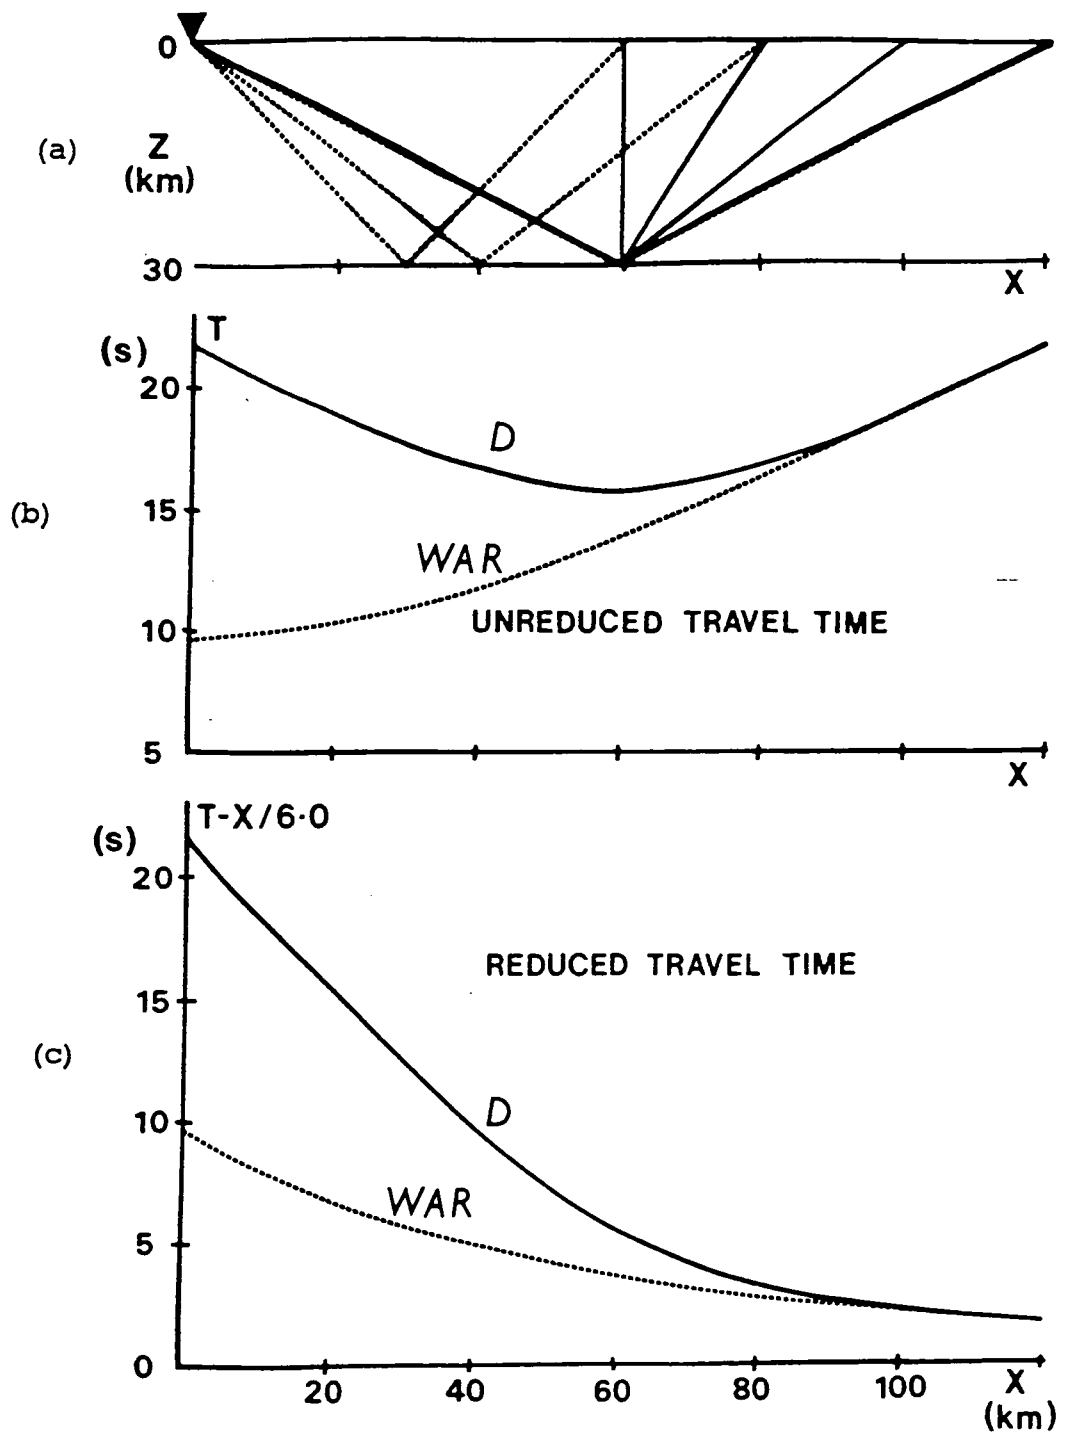 0
(a)
Z
(km)
30
X
T
(s)
20
D
15
(b)
WAR
10
UNREDUCED TRAVEL TIME
5
X
T-X/6·0
(s)
20
REDUCED TRAVEL TIME
15
(c)
D
10
WAR
5
0
20 40 60 80 100 X
(km)